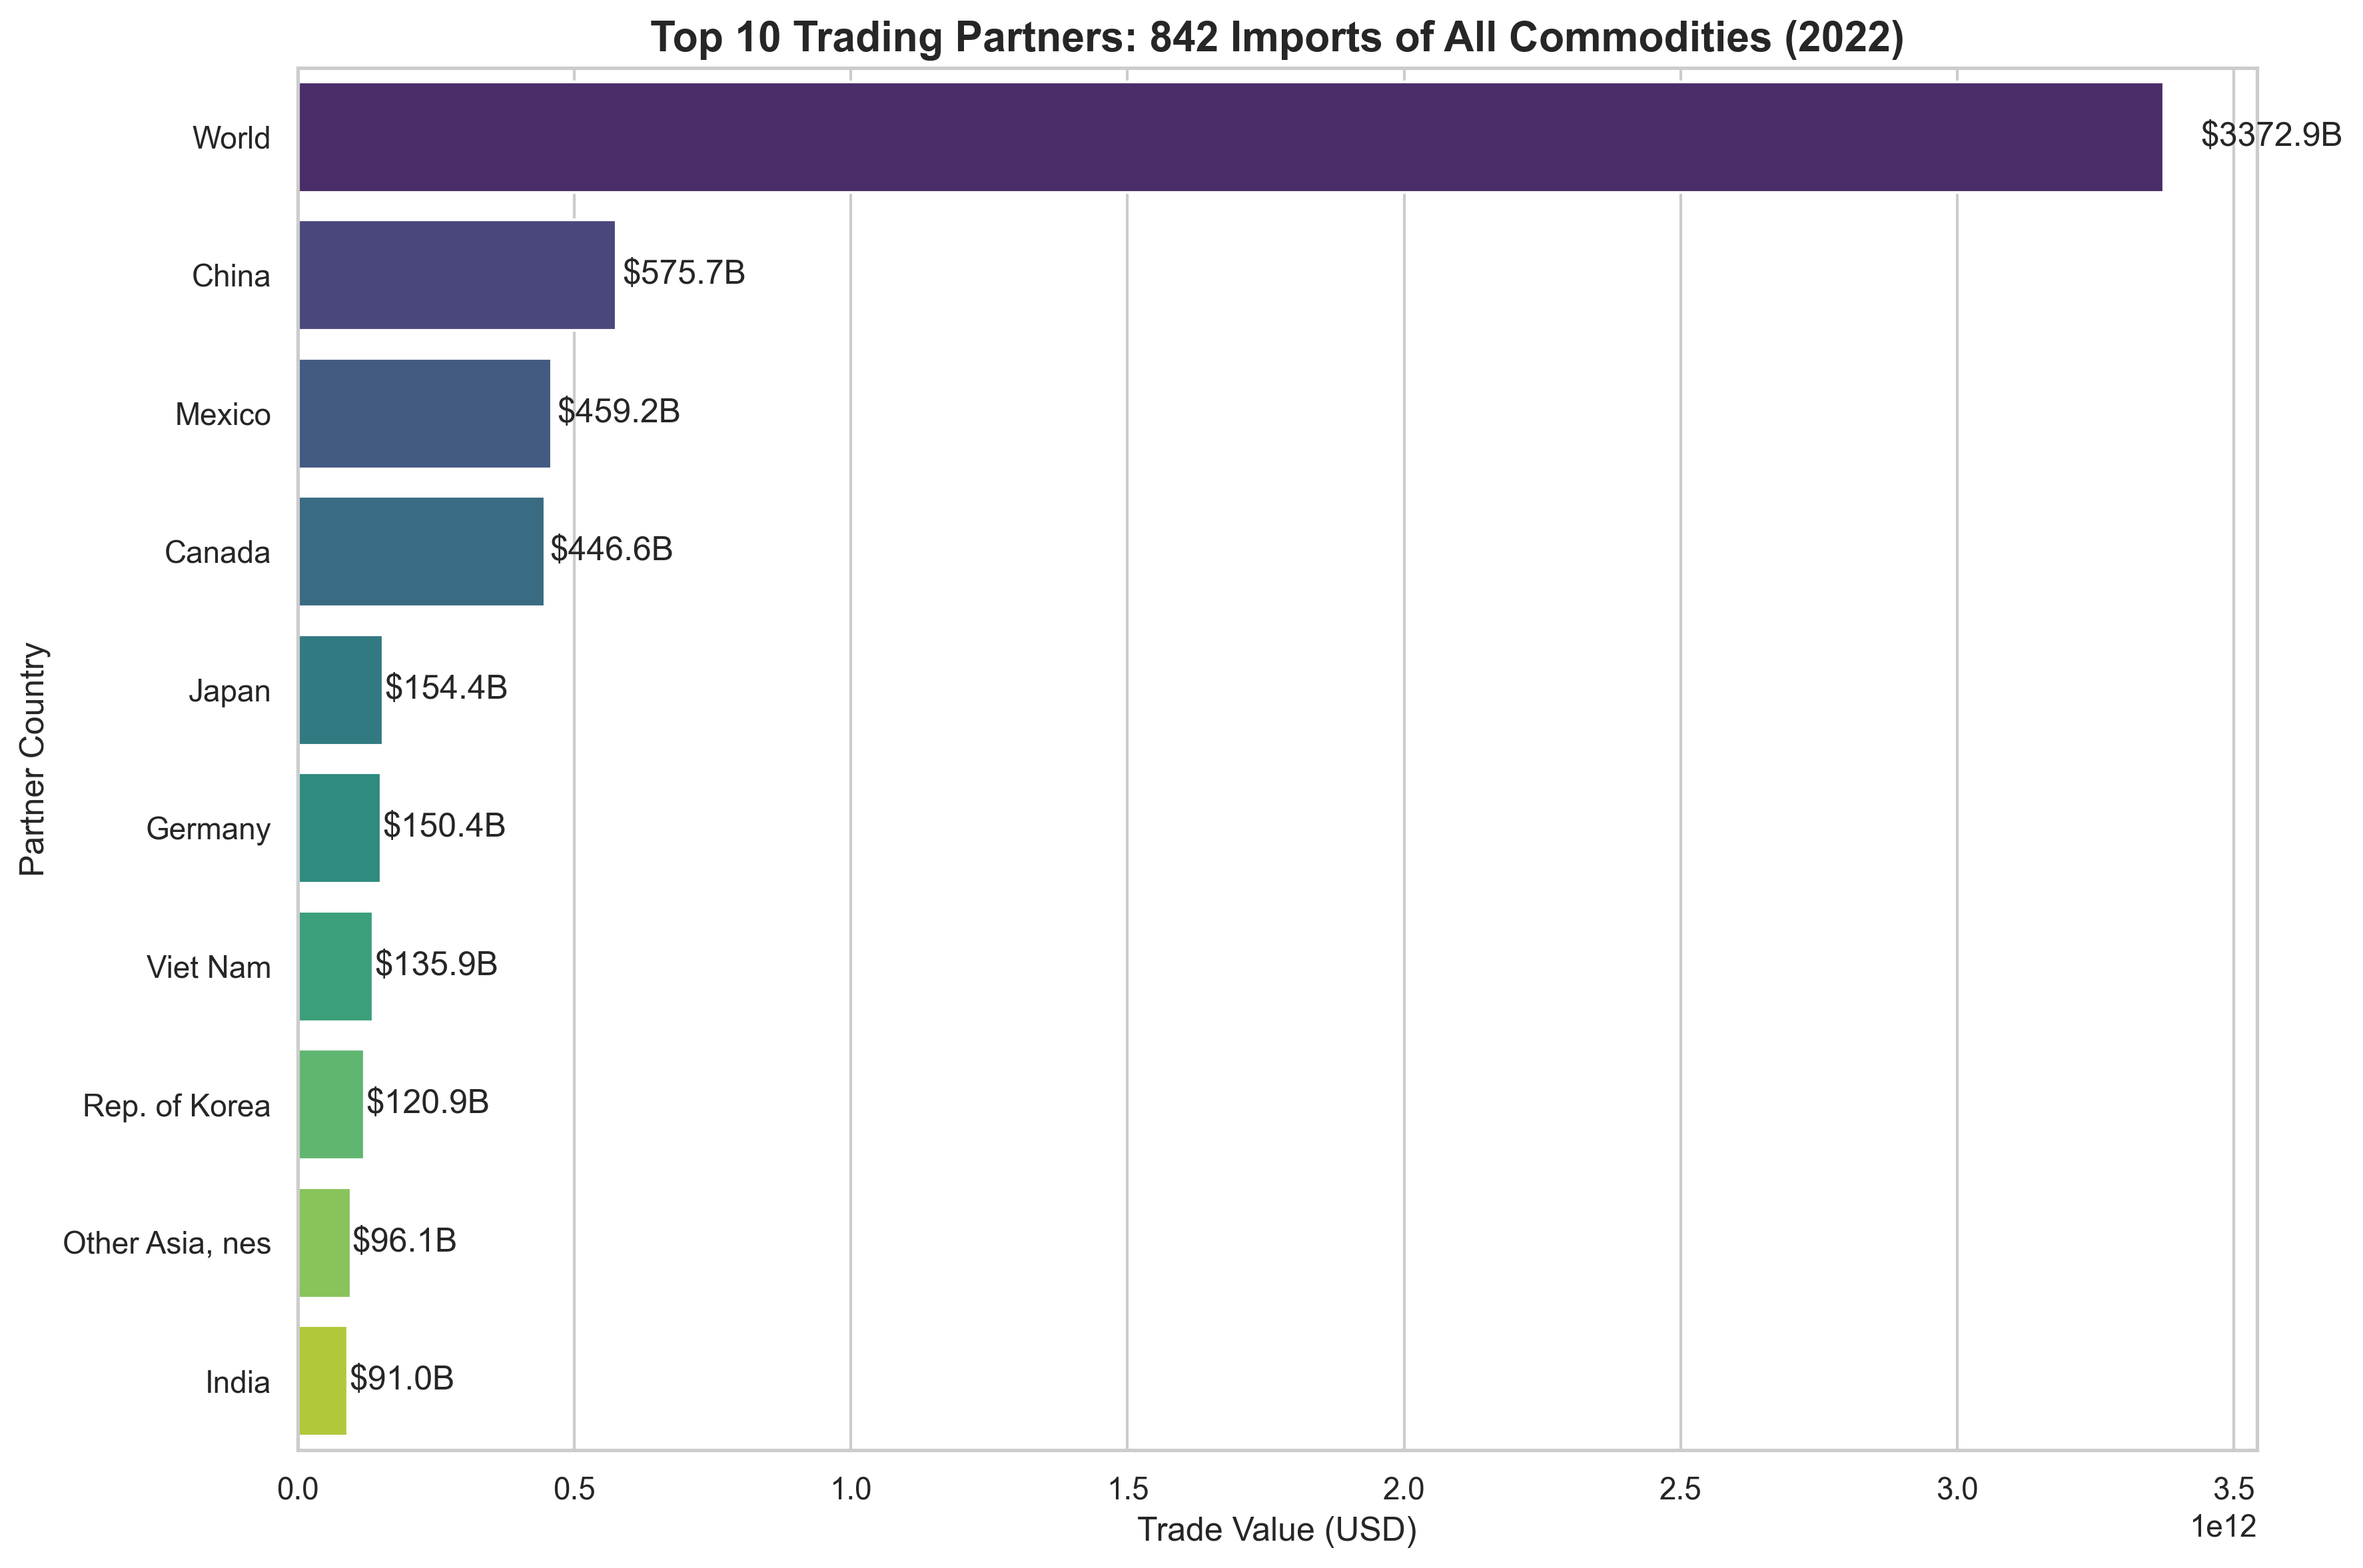 Top 10 Trading Partners: 842 Imports of All Commodities (2022)
Partner Country
World
$3372.9B
China
$575.7B
Mexico
$459.2B
Canada
$446.6B
Japan
$154.4B
Germany
$150.4B
Viet Nam
$135.9B
Rep. of Korea
$120.9B
Other Asia, nes
$96.1B
India
$91.0B
0.0 0.5 1.0 1.5 2.0 2.5 3.0 3.5
1e12
Trade Value (USD)